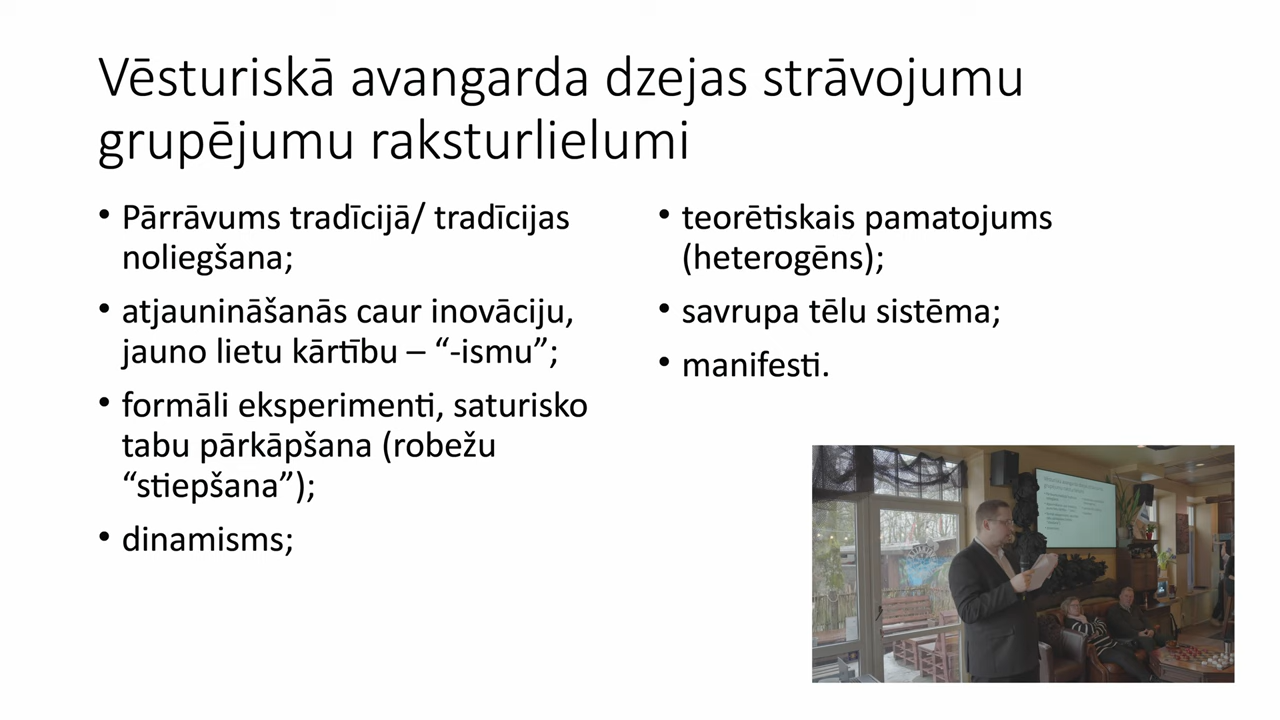 Vēsturiskā avangarda dzejas strāvojumu
grupējumu raksturlielumi
• Pārrāvums tradīcijā/ tradīcijas
noliegšana;
• atjaunināšanās caur inovāciju,
jauno lietu kārtību – “-ismu”;
• formāli eksperimenti, saturisko
tabu pārkāpšana (robežu
“stiepšana”);
• dinamisms;
• teorētiskais pamatojums
(heterogēns);
• savrupa tēlu sistēma;
• manifesti.